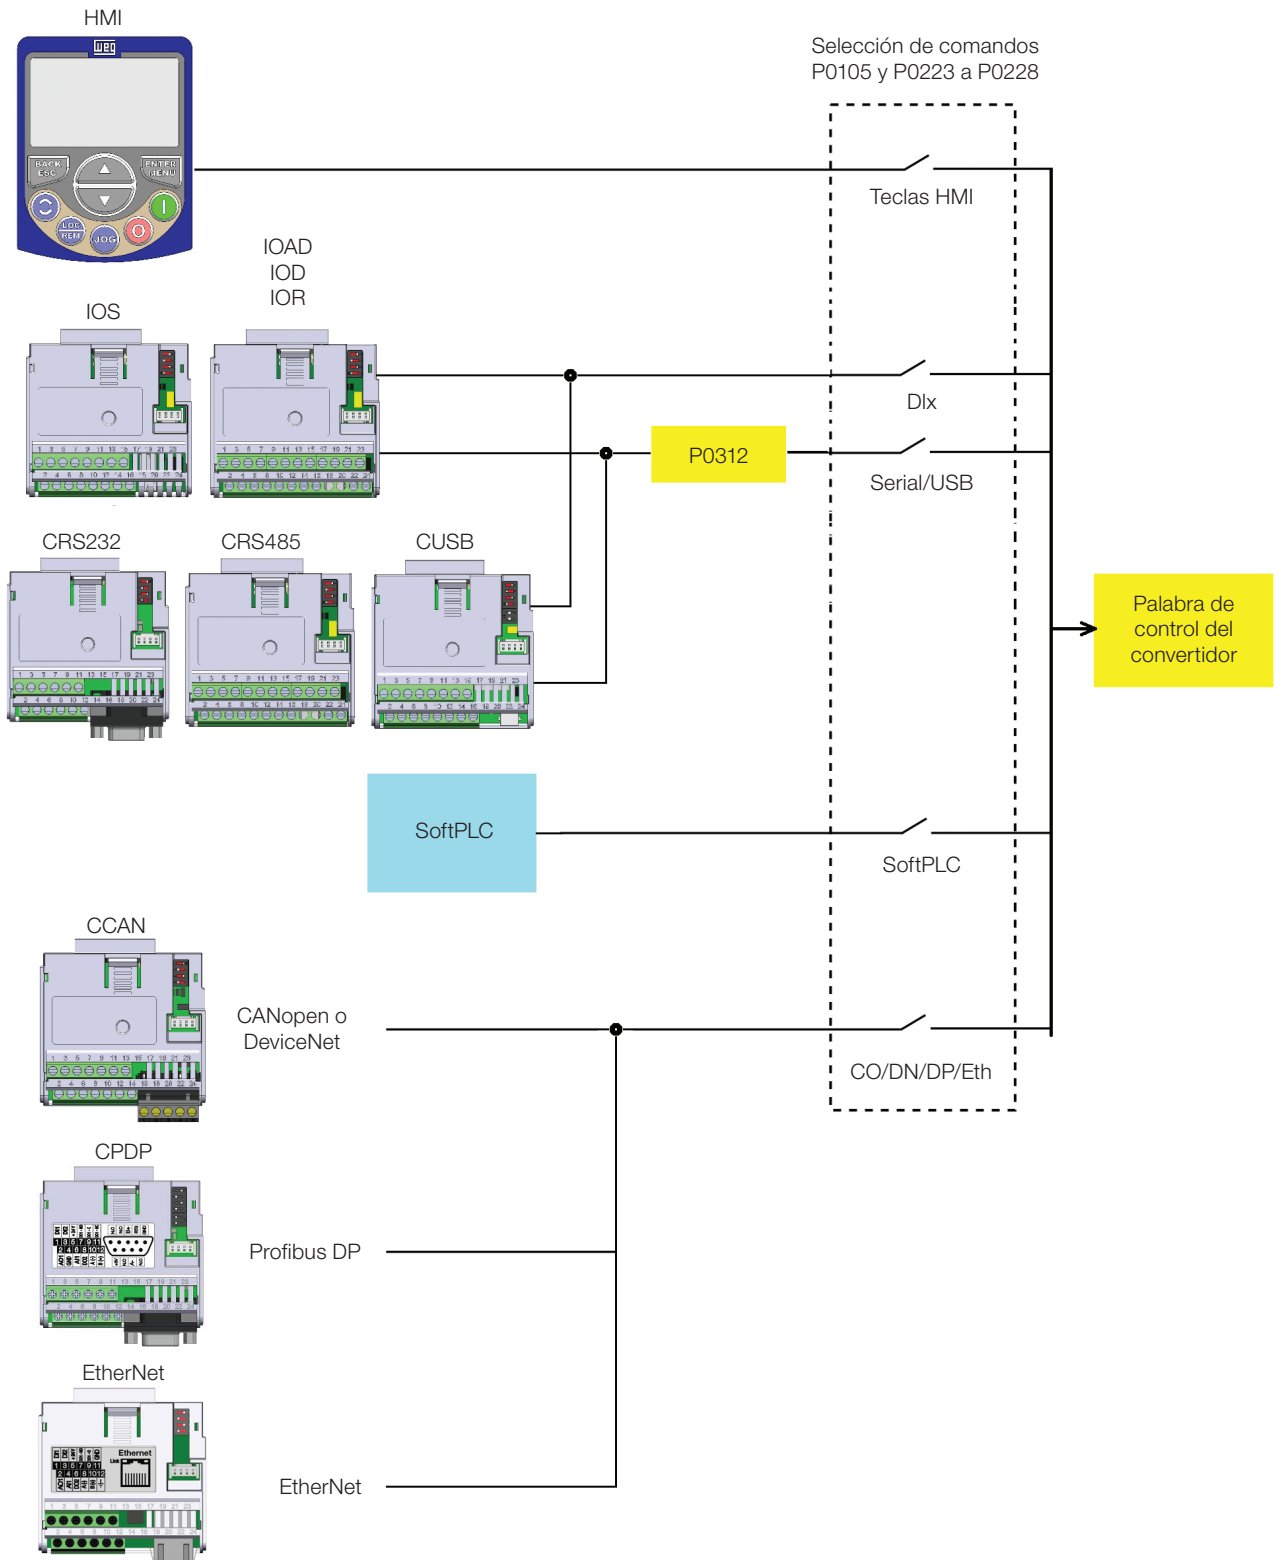 HMI
weg
BACK
ESC
ENTER
MENU
LOC
REM
JOG
Selección de comandos
P0105 y P0223 a P0228
Teclas HMI
IOAD
IOD
IOR
IOS
DIx
P0312
Serial/USB
CRS232
CRS485
CUSB
Palabra de
control del
convertidor
SoftPLC
SoftPLC
CCAN
CANopen o
DeviceNet
CO/DN/DP/Eth
CPDP
Profibus DP
EtherNet
Ethernet
Link
EtherNet